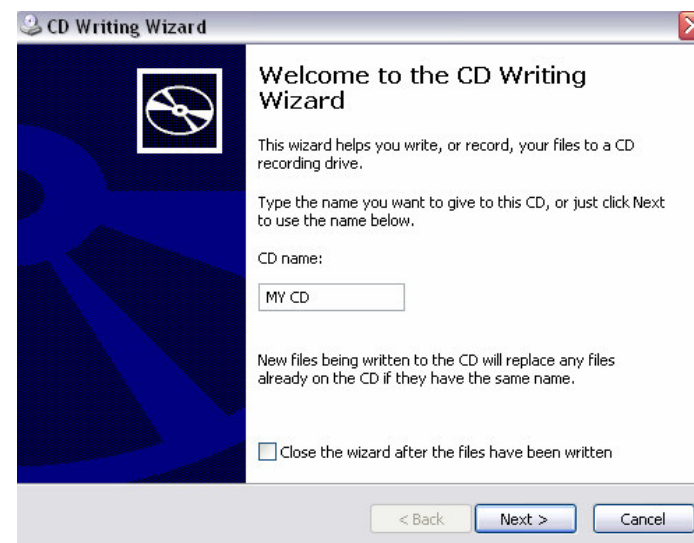 CD Writing Wizard
Welcome to the CD Writing
Wizard
This wizard helps you write, or record, your files to a CD
recording drive.
Type the name you want to give to this CD, or just click Next
to use the name below.
CD name:
MY CD
New files being written to the CD will replace any files
already on the CD if they have the same name.
Close the wizard after the files have been written
< Back Next > Cancel